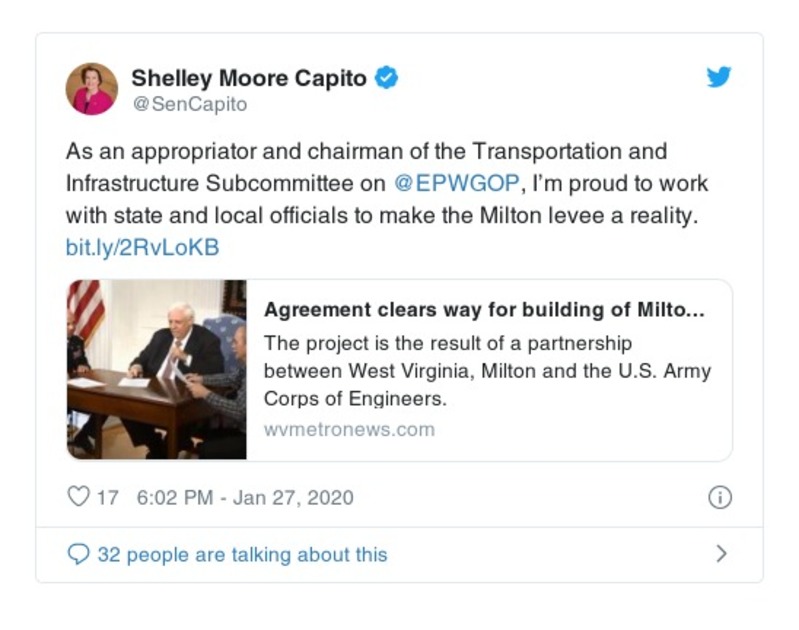 Shelley Moore Capito
@SenCapito
As an appropriator and chairman of the Transportation and
Infrastructure Subcommittee on @EPWGOP, I’m proud to work
with state and local officials to make the Milton levee a reality.
bit.ly/2RvLoKB
Agreement clears way for building of Milto...
The project is the result of a partnership
between West Virginia, Milton and the U.S. Army
Corps of Engineers.
wvmetronews.com
17 6:02 PM - Jan 27, 2020
32 people are talking about this